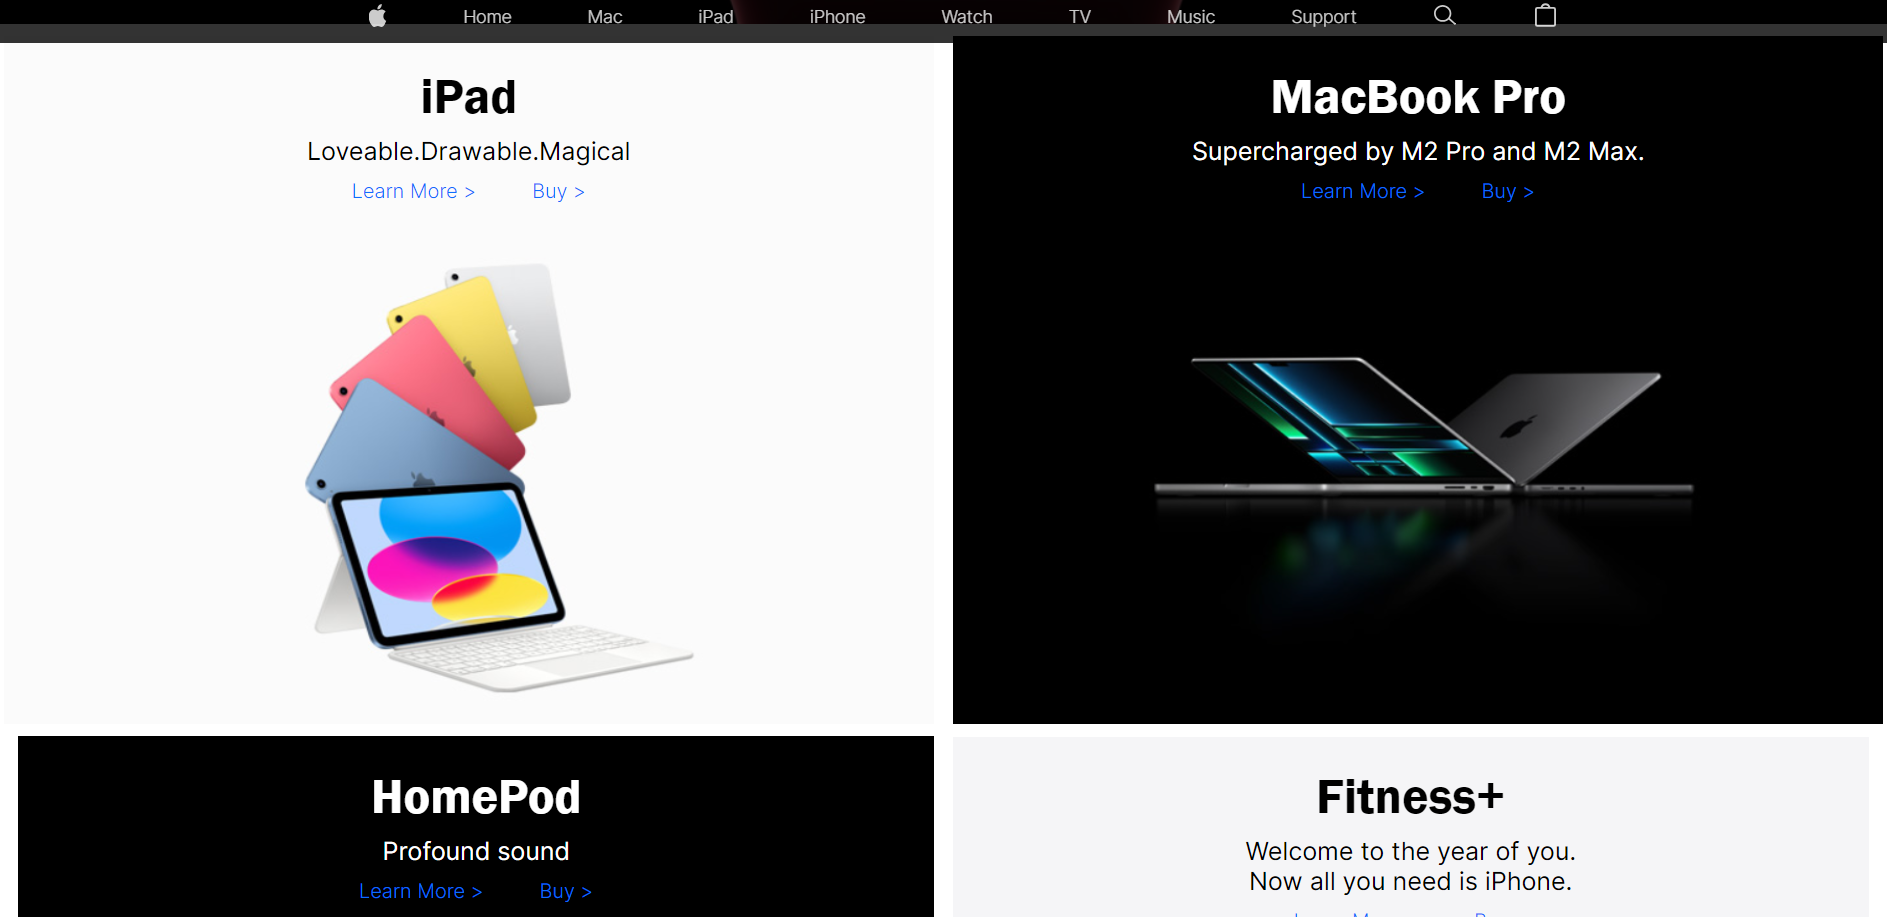 Home Mac iPad iPhone Watch TV Music Support
iPad
Loveable.Drawable.Magical
Learn More > Buy >
MacBook Pro
Supercharged by M2 Pro and M2 Max.
Learn More > Buy >
HomePod
Profound sound
Learn More > Buy >
Fitness+
Welcome to the year of you.
Now all you need is iPhone.